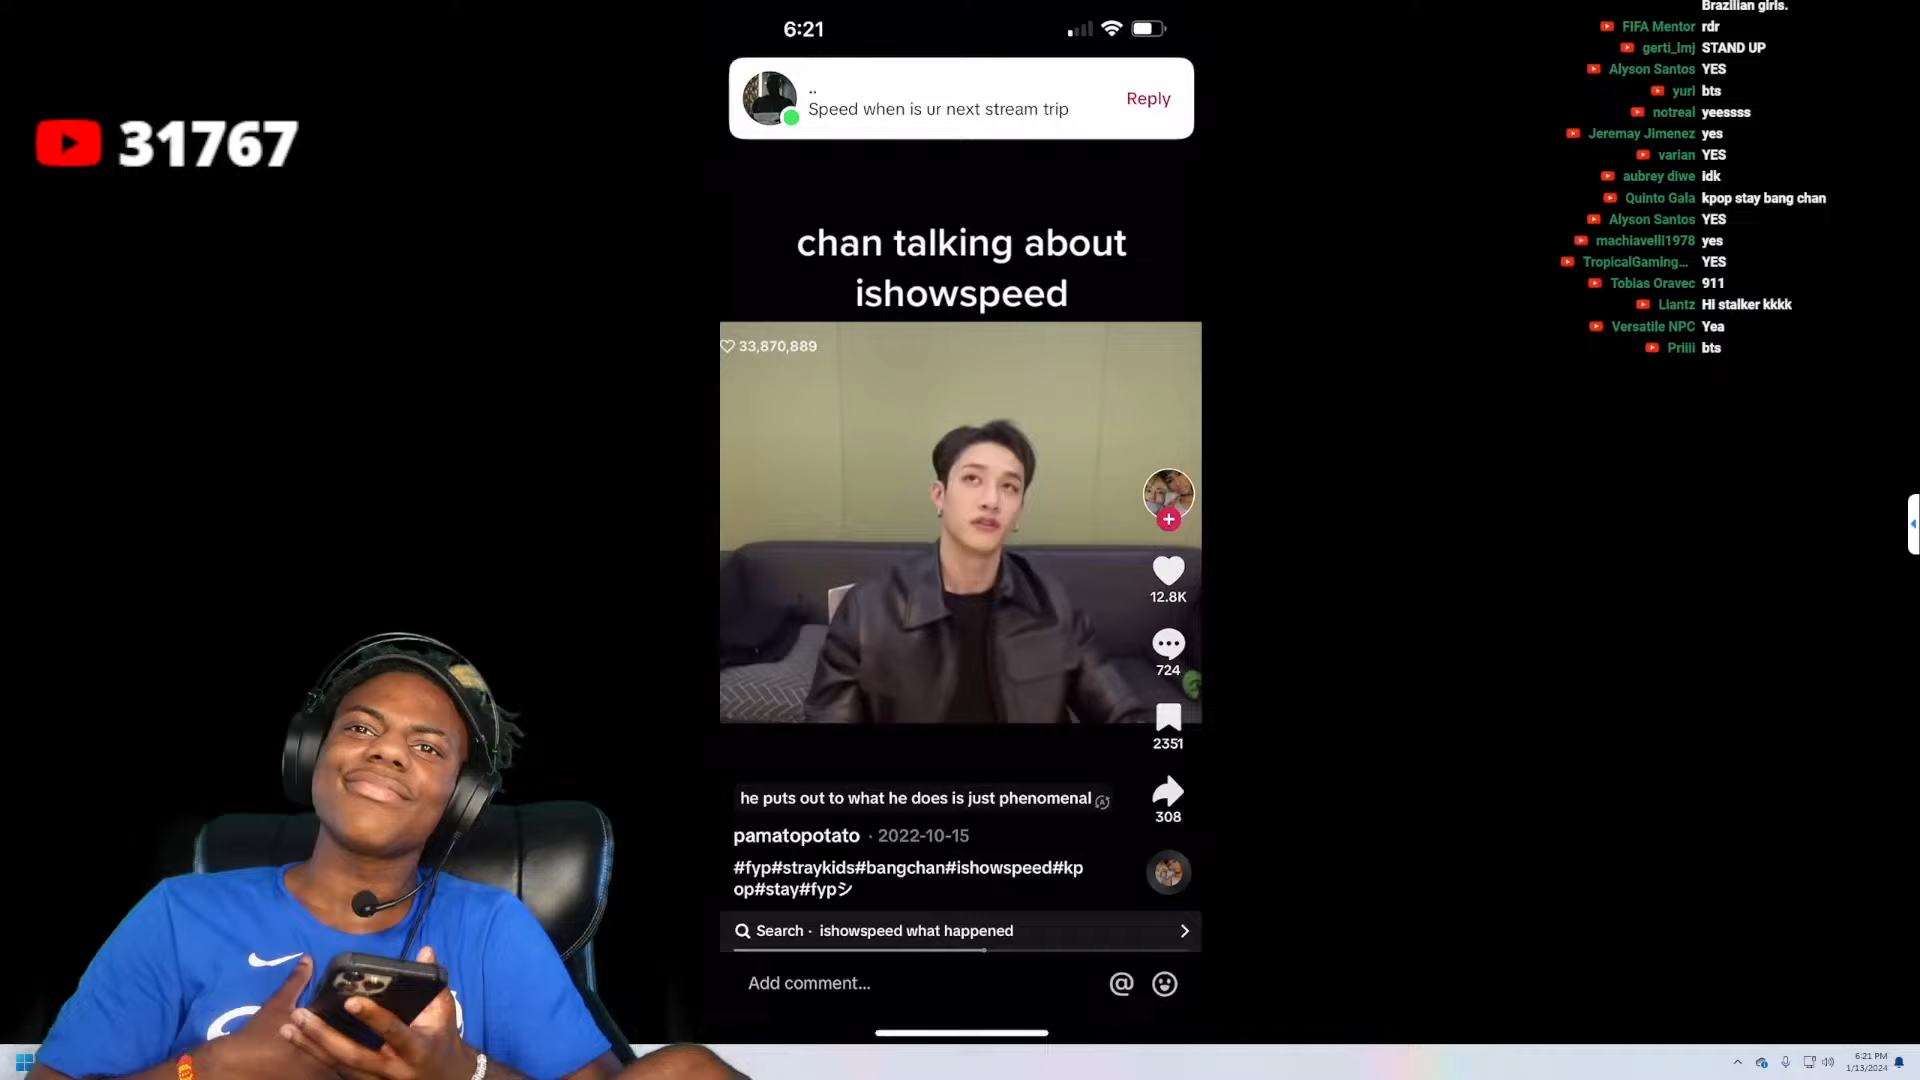 31767
6:21
..
Speed when is ur next stream trip
Reply
chan talking about
ishowspeed
33,870,889
12.8K
724
2351
308
he puts out to what he does is just phenomenal
pamatopotato · 2022-10-15
#fyp#straykids#bangchan#ishowspeed#kp
op#stay#fypシ
Search · ishowspeed what happened
Add comment...
Brazilian girls.
FIFA Mentor rdr
gerti_lmj STAND UP
Alyson Santos YES
yuri bts
notreal yeessss
Jeremay Jimenez yes
varian YES
aubrey diwe idk
Quinto Gala kpop stay bang chan
Alyson Santos YES
machiavelli1978 yes
TropicalGaming... YES
Tobias Oravec 911
Liantz Hi stalker kkkk
Versatile NPC Yea
Priiii bts
6:21 PM
1/13/2024